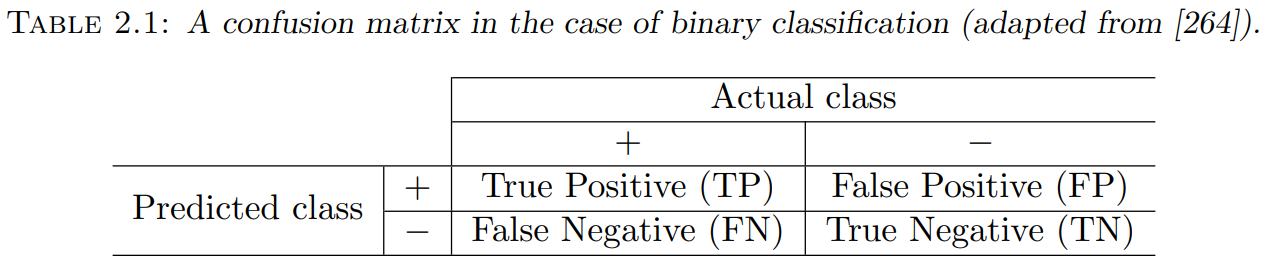 TABLE 2.1: A confusion matrix in the case of binary classification (adapted from [264]).
Actual class
+ −
Predicted class + True Positive (TP) False Positive (FP)
− False Negative (FN) True Negative (TN)